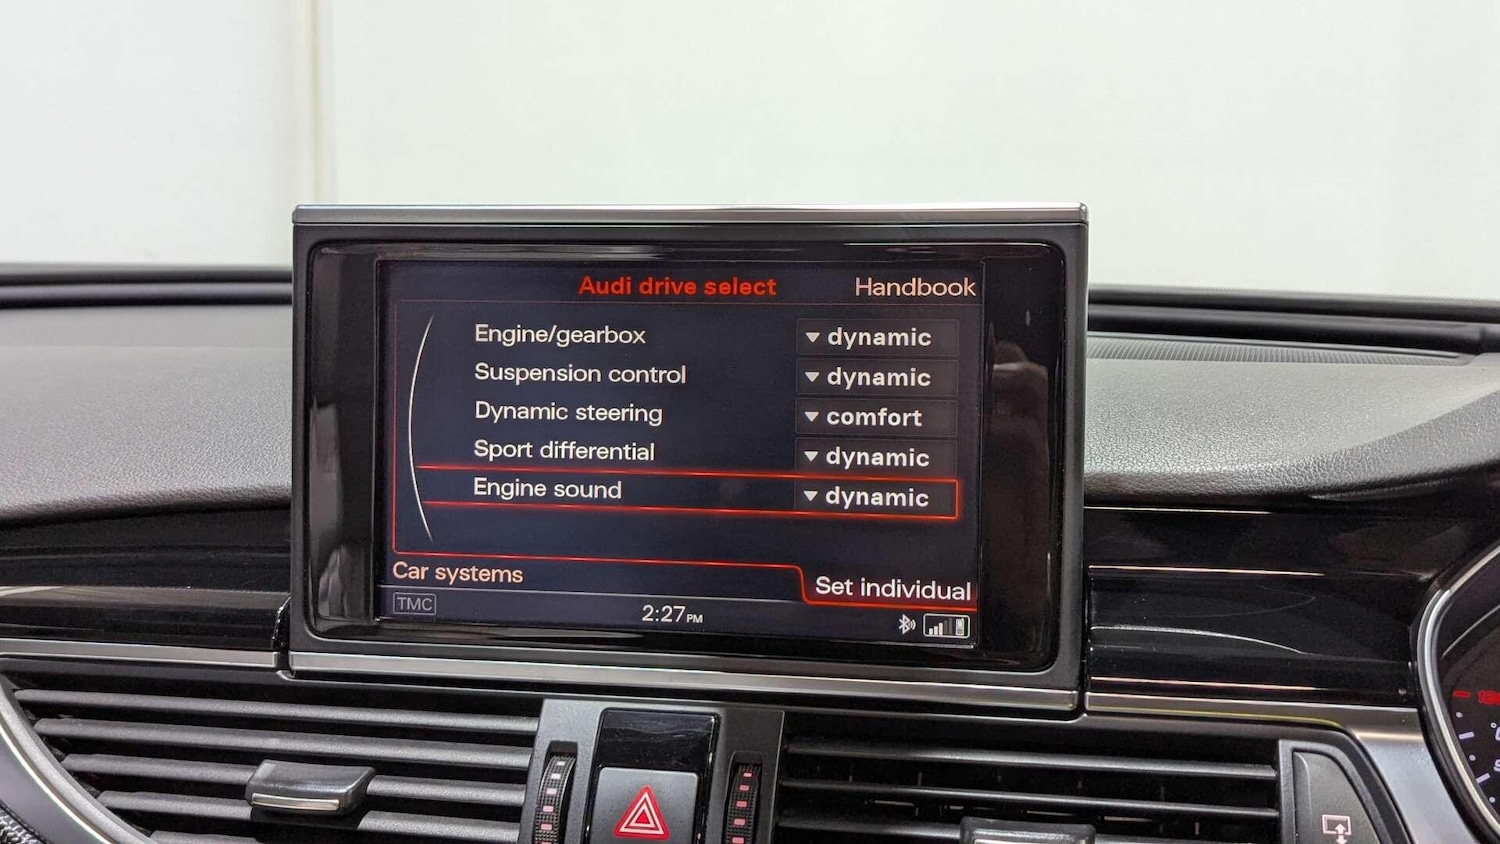 Audi drive select Handbook
Engine/gearbox dynamic
Suspension control dynamic
Dynamic steering comfort
Sport differential dynamic
Engine sound dynamic
Car systems Set individual
TMC 2:27PM